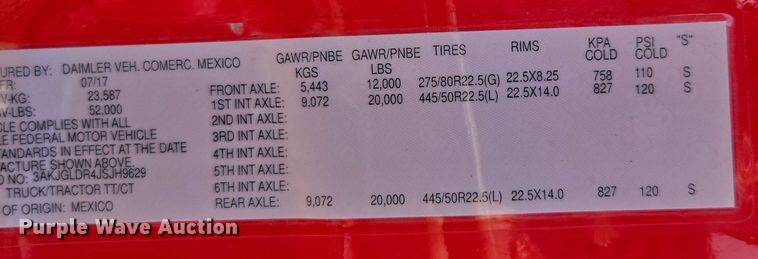 GAWR/PNBE GAWR/PNBE TIRES RIMS KPA PSI "S"
KGS LBS COLD COLD
URED BY: DAIMLER VEH. COMERC. MEXICO
FR: 07/17 FRONT AXLE: 5,443 12,000 275/80R22.5(G) 22.5X8.25 758 110 S
V-KG: 23,587 1ST INT AXLE: 9,072 20,000 445/50R22.5(L) 22.5X14.0 827 120 S
V-LBS: 52,000 2ND INT AXLE:
CLE COMPLIES WITH ALL 3RD INT AXLE:
LE FEDERAL MOTOR VEHICLE 4TH INT AXLE:
TANDARDS IN EFFECT AT THE DATE 5TH INT AXLE:
FACTURE SHOWN ABOVE. 6TH INT AXLE:
D NO: 3AKJGLDR4JSJH9629
TRUCK/TRACTOR TT/CT
OF ORIGIN: MEXICO REAR AXLE: 9,072 20,000 445/50R22.5(L) 22.5X14.0 827 120 S
Purple Wave Auction